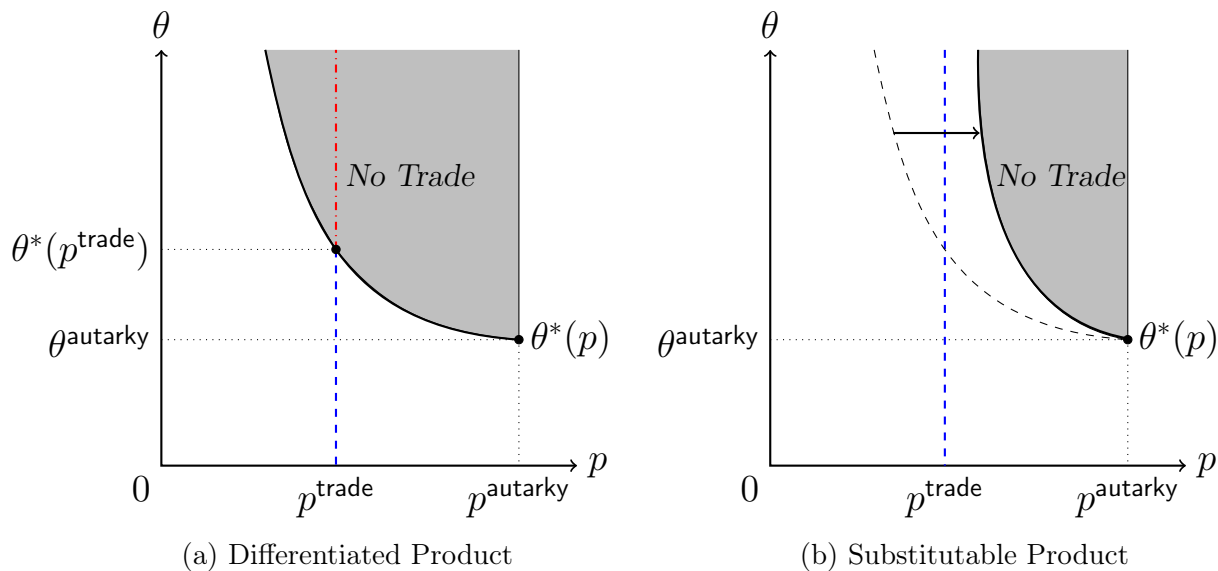 θ
No Trade
θ*(p^trade)
θ^autarky
θ*(p)
0
p^trade
p^autarky
p
(a) Differentiated Product
θ
No Trade
θ^autarky
θ*(p)
0
p^trade
p^autarky
p
(b) Substitutable Product